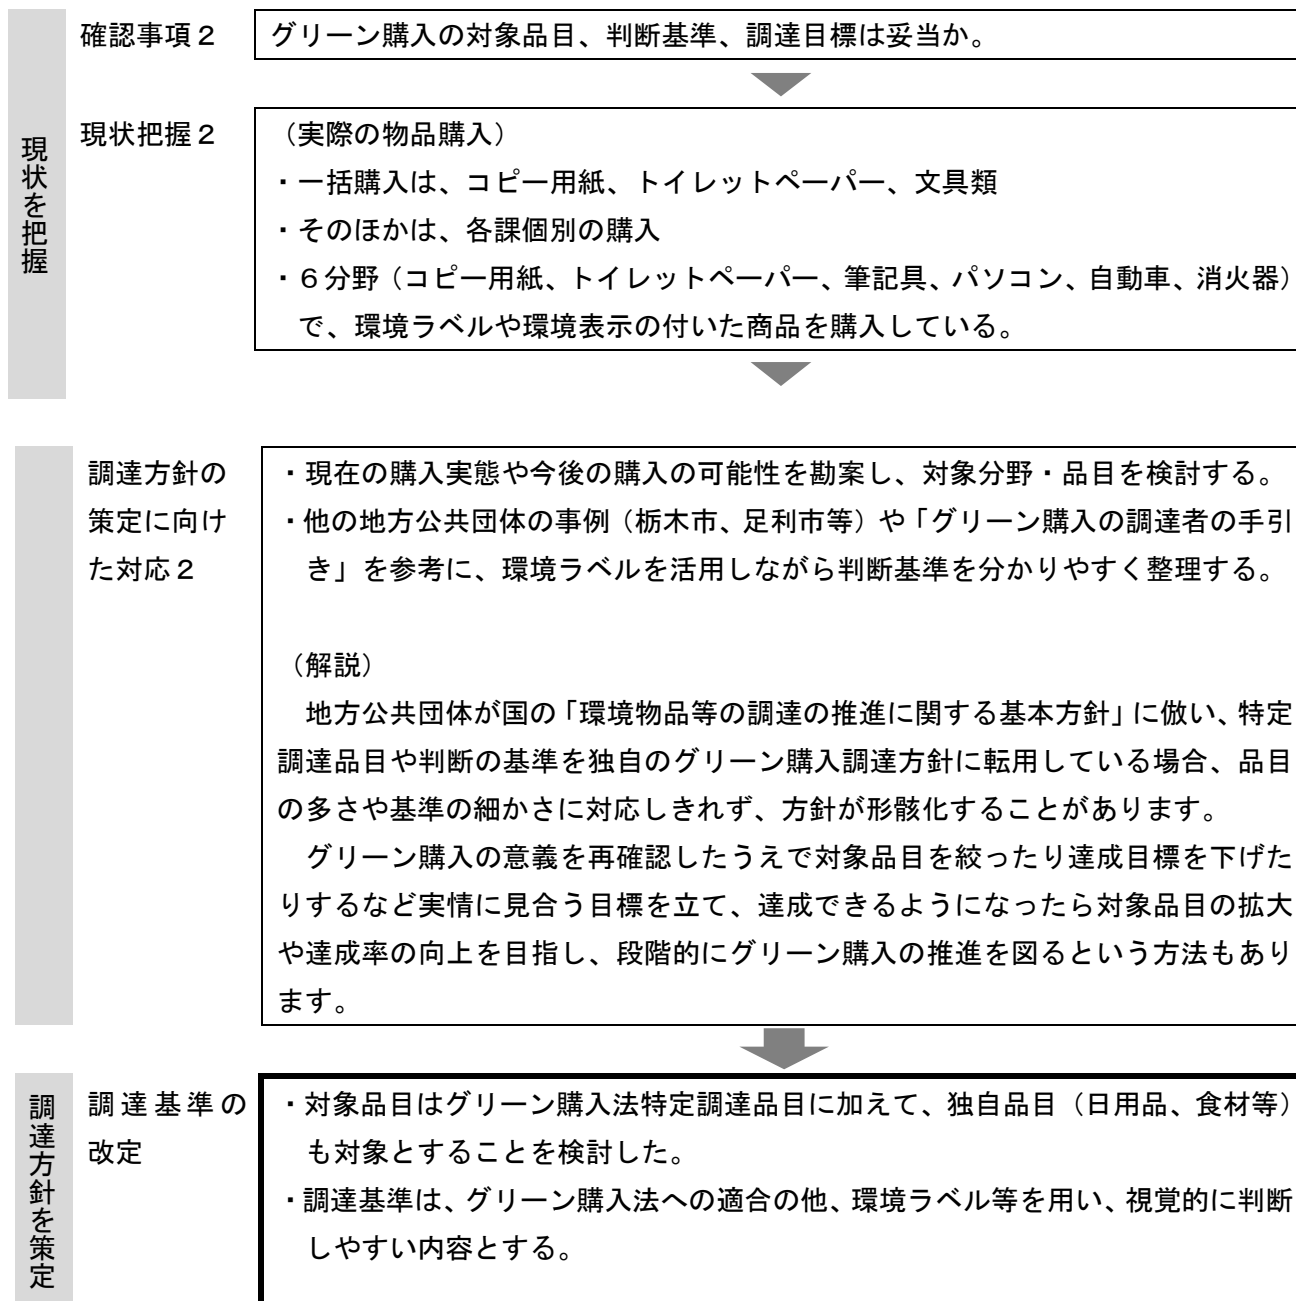 現状を把握
確認事項２
グリーン購入の対象品目、判断基準、調達目標は妥当か。
現状把握２
（実際の物品購入）
・一括購入は、コピー用紙、トイレットペーパー、文具類
・そのほかは、各課個別の購入
・６分野（コピー用紙、トイレットペーパー、筆記具、パソコン、自動車、消火器）
で、環境ラベルや環境表示の付いた商品を購入している。
調達方針の
策定に向け
た対応２
・現在の購入実態や今後の購入の可能性を勘案し、対象分野・品目を検討する。
・他の地方公共団体の事例（栃木市、足利市等）や「グリーン購入の調達者の手引
き」を参考に、環境ラベルを活用しながら判断基準を分かりやすく整理する。
（解説）
地方公共団体が国の「環境物品等の調達の推進に関する基本方針」に倣い、特定
調達品目や判断の基準を独自のグリーン購入調達方針に転用している場合、品目
の多さや基準の細かさに対応しきれず、方針が形骸化することがあります。
グリーン購入の意義を再確認したうえで対象品目を絞ったり達成目標を下げた
りするなど実情に見合う目標を立て、達成できるようになったら対象品目の拡大
や達成率の向上を目指し、段階的にグリーン購入の推進を図るという方法もあり
ます。
調達方針を策定
調達基準の
改定
・対象品目はグリーン購入法特定調達品目に加えて、独自品目（日用品、食材等）
も対象とすることを検討した。
・調達基準は、グリーン購入法への適合の他、環境ラベル等を用い、視覚的に判断
しやすい内容とする。